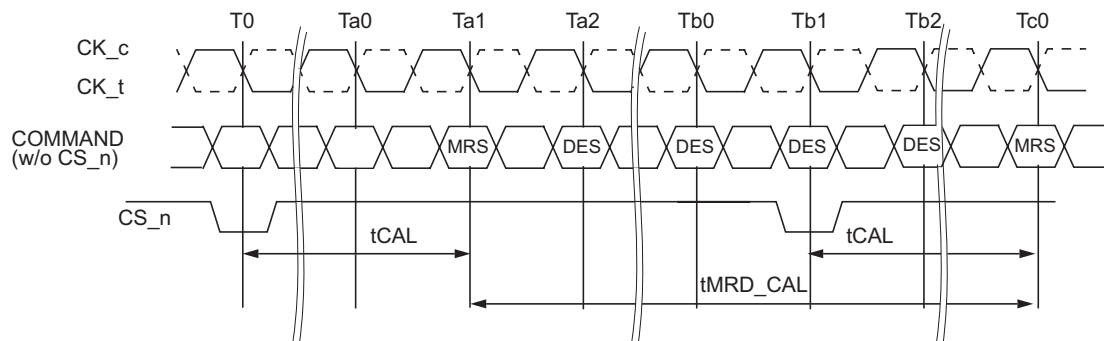 T0 Ta0 Ta1 Ta2 Tb0 Tb1 Tb2 Tc0
CK_c
CK_t
COMMAND
(w/o CS_n)
MRS DES DES DES DES MRS
CS_n
tCAL tCAL
tMRD_CAL